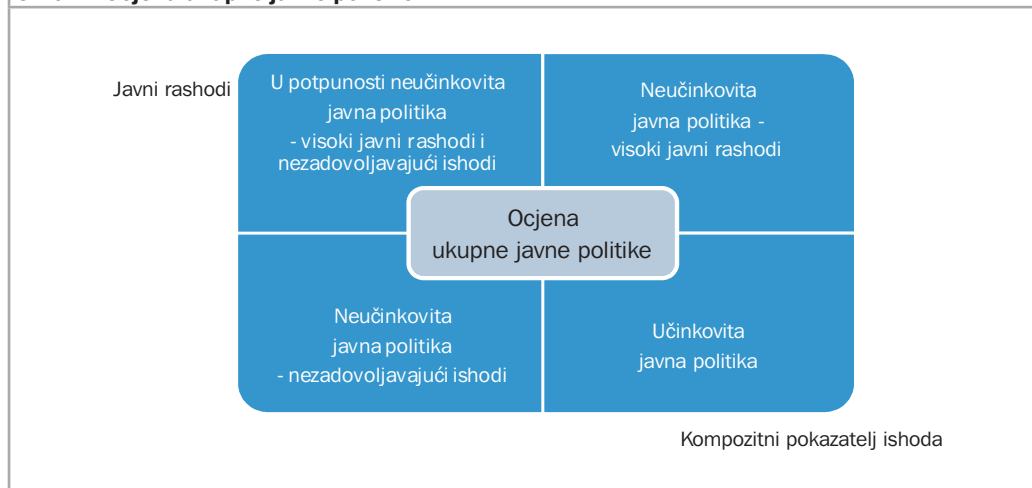 Javni rashodi
U potpunosti neučinkovita
javna politika
- visoki javni rashodi i
nezadovoljavajući ishodi
Neučinkovita
javna politika -
visoki javni rashodi
Ocjena
ukupne javne politike
Neučinkovita
javna politika
- nezadovoljavajući ishodi
Učinkovita
javna politika
Kompozitni pokazatelj ishoda